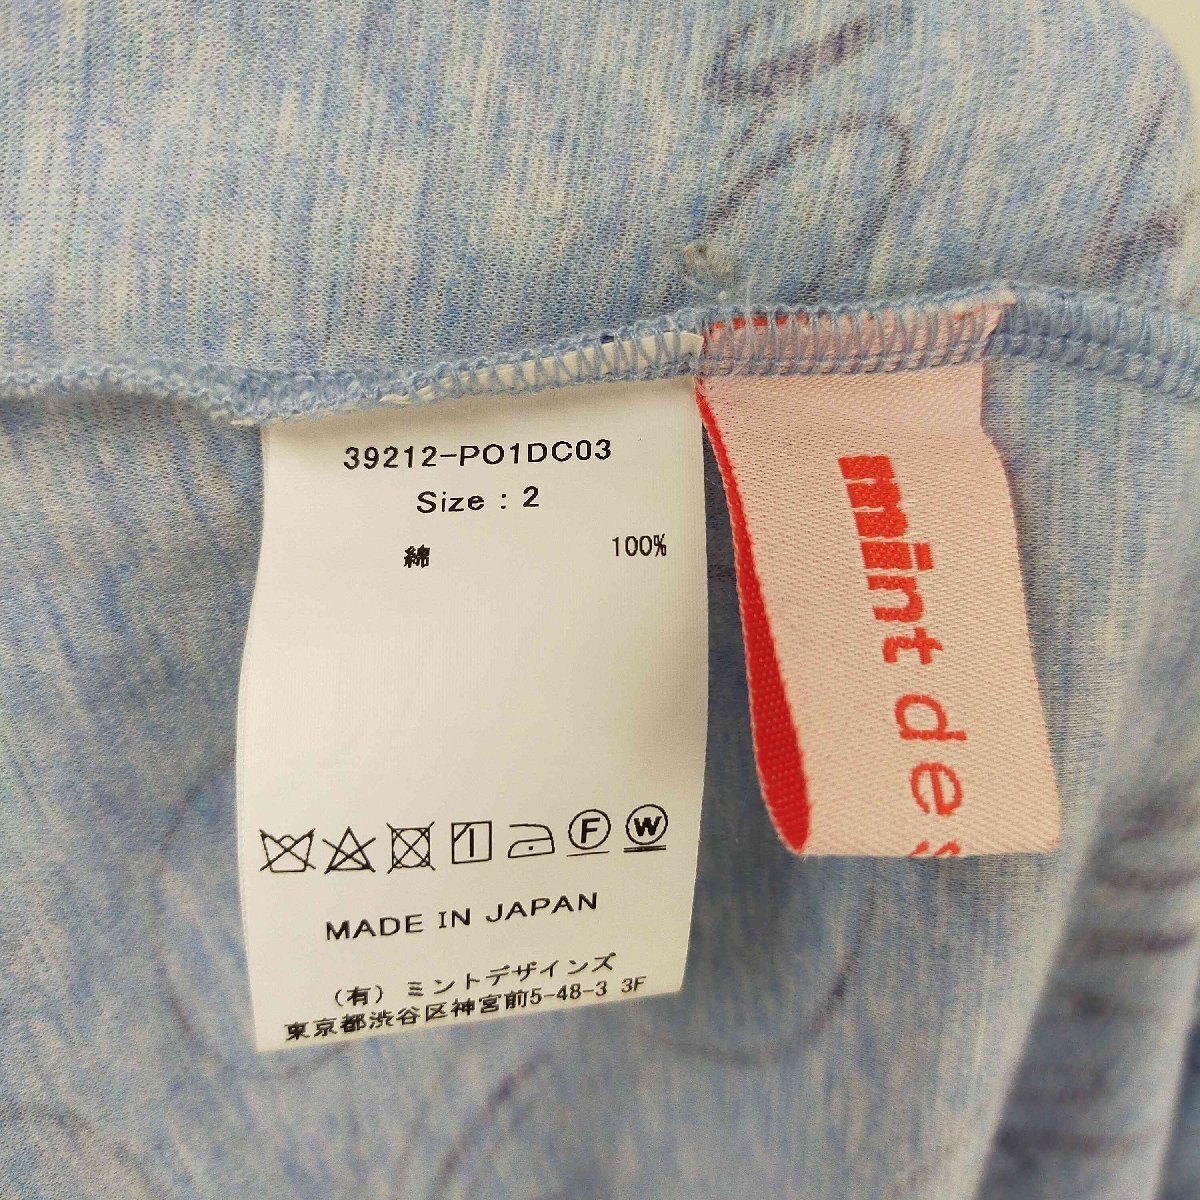 39212-PO1DC03
Size : 2
綿 100%
F W
MADE IN JAPAN
(有) ミントデザインズ
東京都渋谷区神宮前5-48-3 3F
mint des